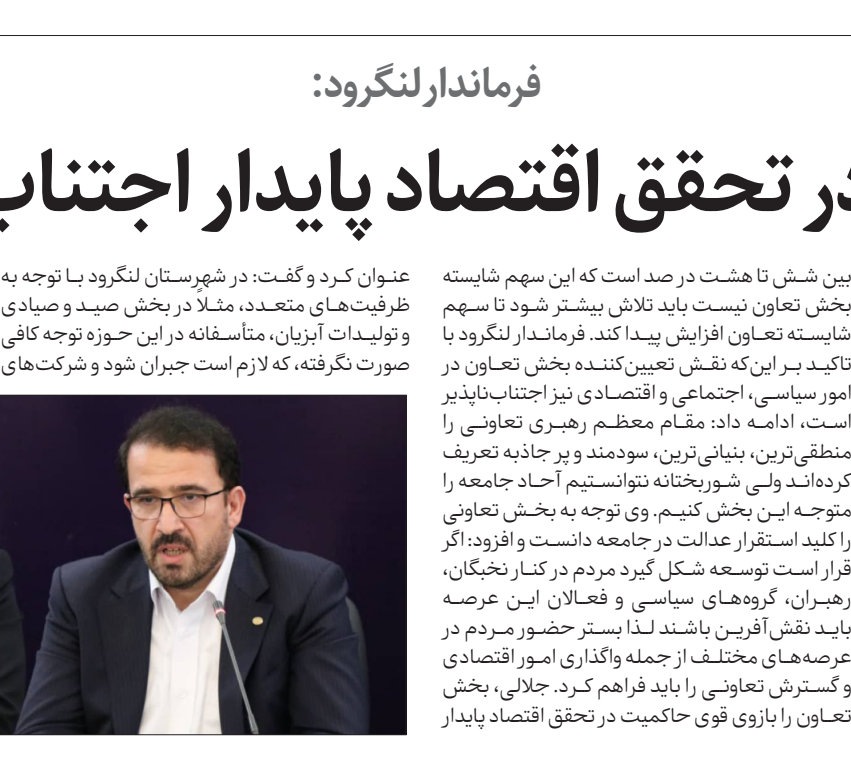 فرماندار لنگرود:
در تحقق اقتصاد پایدار اجتناب
بین شش تا هشت در صد است که این سهم شایسته
بخش تعاون نیست باید تلاش بیشتر شود تا سهم
شایسته تعاون افزایش پیدا کند. فرماندار لنگرود با
تاکید بر این‌که نقش تعیین‌کننده بخش تعاون در
امور سیاسی، اجتماعی و اقتصادی نیز اجتناب‌ناپذیر
است، ادامه داد: مقام معظم رهبری تعاونی را
منطقی‌ترین، بنیانی‌ترین، سودمند و پر جاذبه تعریف
کرده‌اند ولی شوربختانه نتوانستیم آحاد جامعه را
متوجه این بخش کنیم. وی توجه به بخش تعاونی
را کلید استقرار عدالت در جامعه دانست و افزود: اگر
قرار است توسعه شکل گیرد مردم در کنار نخبگان،
رهبران، گروه‌های سیاسی و فعالان این عرصه
باید نقش‌آفرین باشند لذا بستر حضور مردم در
عرصه‌های مختلف از جمله واگذاری امور اقتصادی
و گسترش تعاونی را باید فراهم کرد. جلالی، بخش
تعاون را بازوی قوی حاکمیت در تحقق اقتصاد پایدار
عنوان کرد و گفت: در شهرستان لنگرود با توجه به
ظرفیت‌های متعدد، مثلاً در بخش صید و صیادی
و تولیدات آبزیان، متأسفانه در این حوزه توجه کافی
صورت نگرفته، که لازم است جبران شود و شرکت‌های